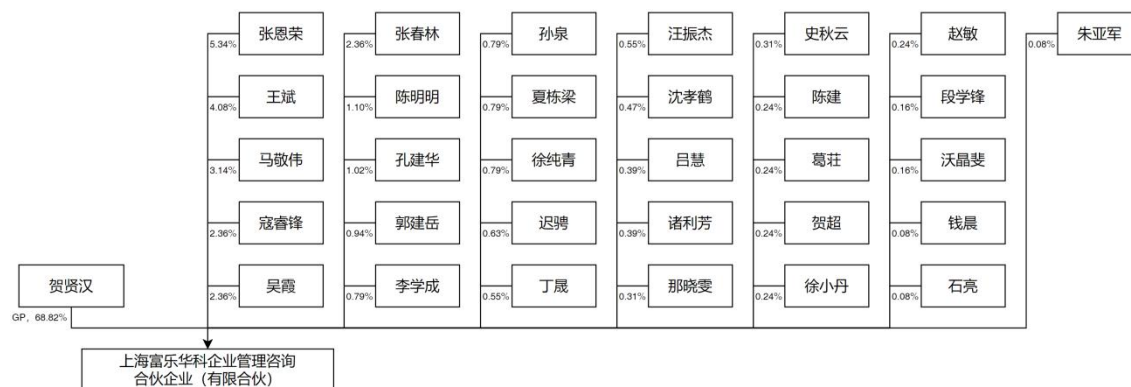 张恩荣
5.34%
王斌
4.08%
马敬伟
3.14%
寇睿锋
2.36%
吴霞
2.36%
张春林
2.36%
陈明明
1.10%
孔建华
1.02%
郭建岳
0.94%
李学成
0.79%
孙泉
0.79%
夏栋梁
0.79%
徐纯青
0.79%
迟骋
0.63%
丁晟
0.55%
汪振杰
0.55%
沈孝鹤
0.47%
吕慧
0.39%
诸利芳
0.39%
那晓雯
0.31%
史秋云
0.31%
陈建
0.24%
葛荘
0.24%
贺超
0.24%
徐小丹
0.24%
赵敏
0.24%
段学锋
0.16%
沃晶斐
0.16%
钱晨
0.08%
石亮
0.08%
朱亚军
0.08%
贺贤汉
GP，68.82%
上海富乐华科企业管理咨询
合伙企业（有限合伙）